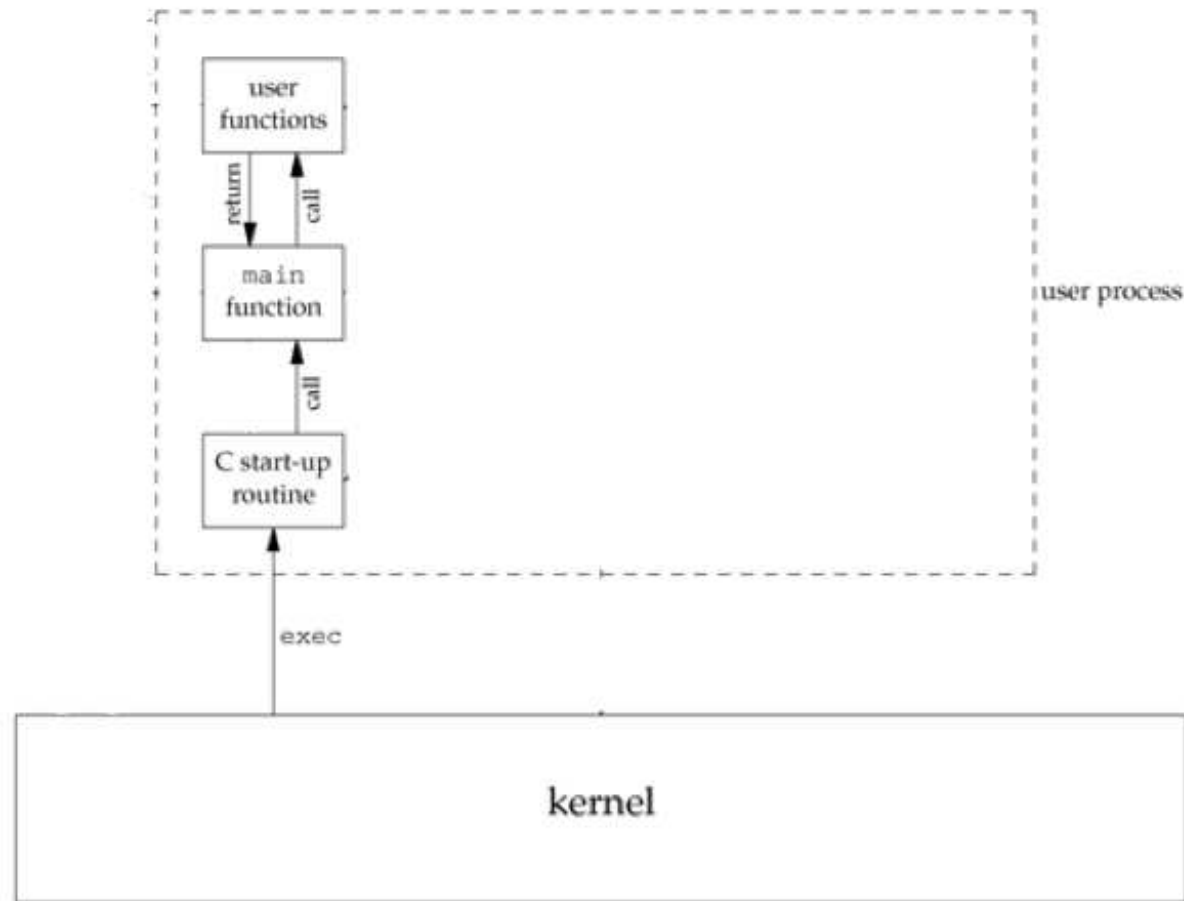 user
functions
return
call
main
function
user process
call
C start-up
routine
exec
kernel